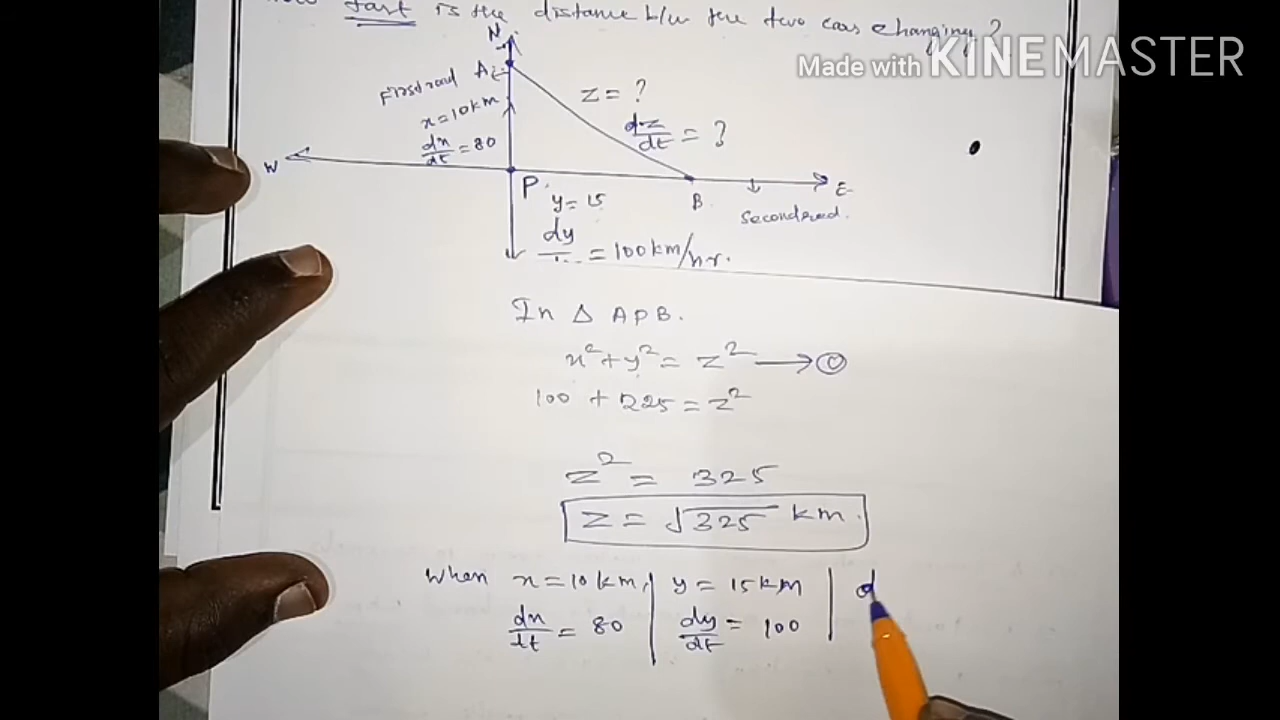 fast is the distance b/w the two cars changing?
Made with KINEMASTER
N
First road A
z = ?
x = 10 km
dz/dt = ?
dx/dt = 80
W
E
P
B
y = 15
Second road.
dy
= 100 km/hr.
In Δ APB.
x² + y² = z² →
100 + 225 = z²
z² = 325
z = √325 km.
When x = 10 km, | y = 15 km | d
dx/dt = 80 | dy/dt = 100